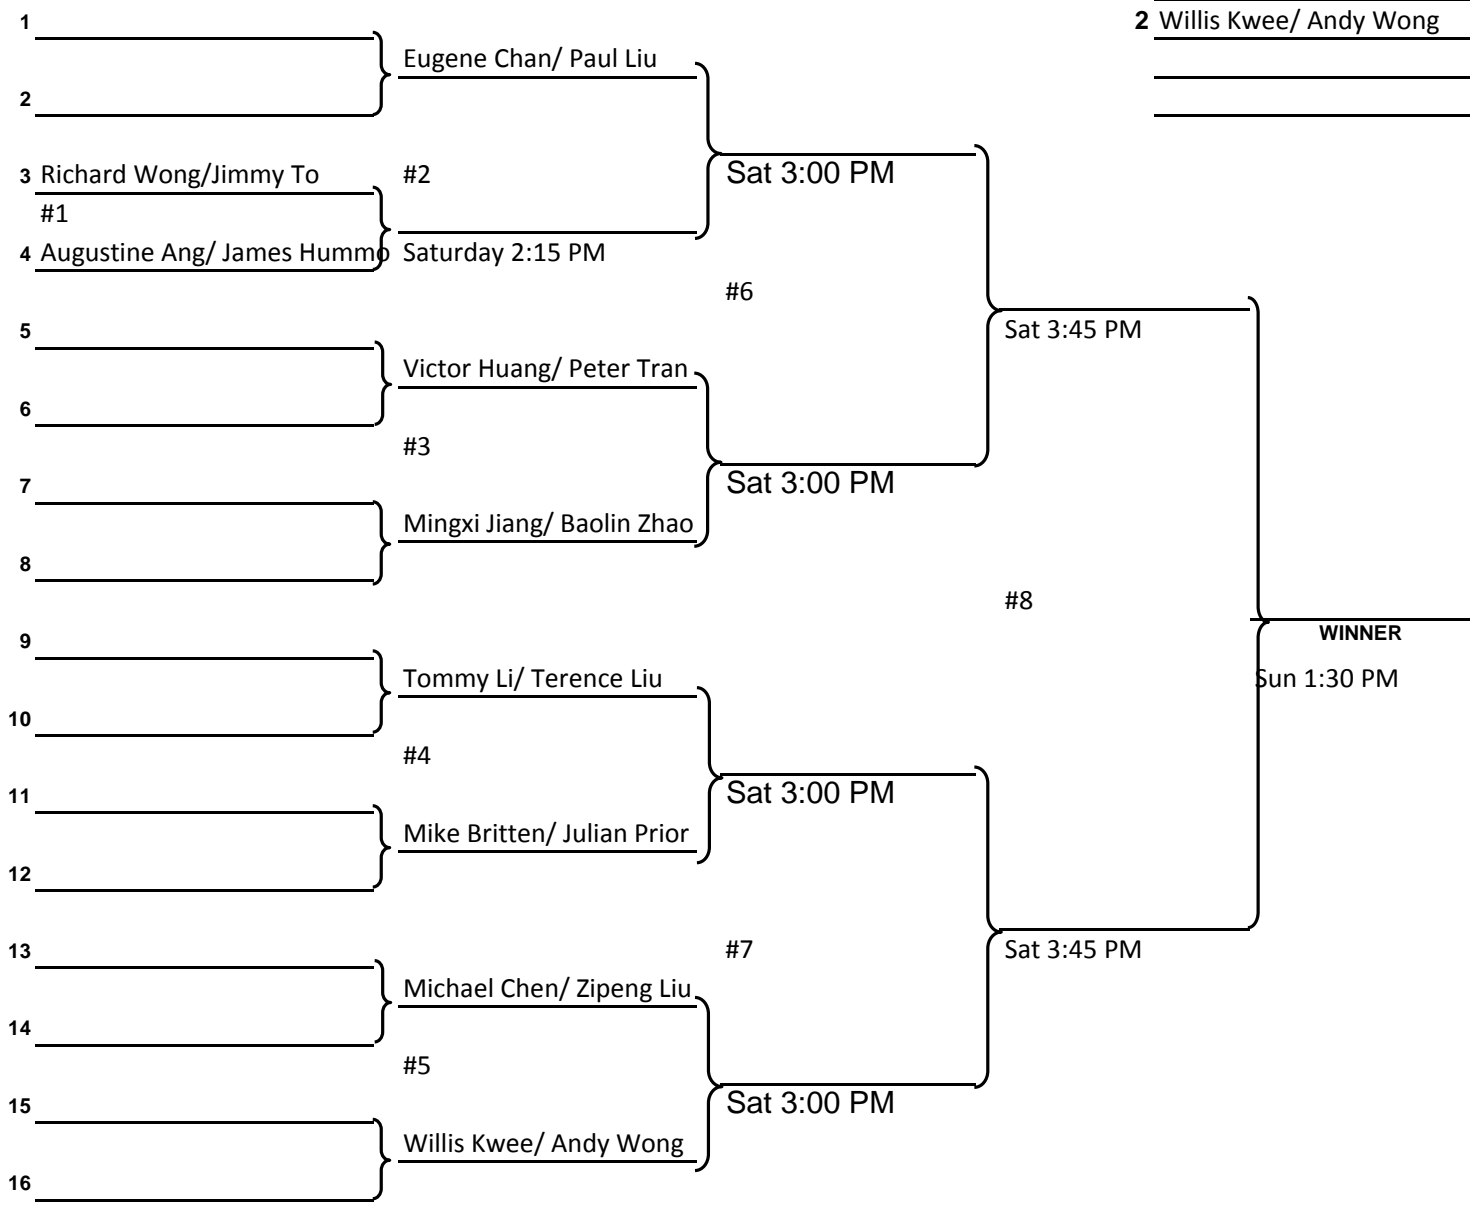 1
2 Willis Kwee/ Andy Wong
Eugene Chan/ Paul Liu
2
3 Richard Wong/Jimmy To
#2
Sat 3:00 PM
#1
4 Augustine Ang/ James Hummo
Saturday 2:15 PM
#6
5
Sat 3:45 PM
Victor Huang/ Peter Tran
6
#3
7
Sat 3:00 PM
Mingxi Jiang/ Baolin Zhao
8
#8
9
WINNER
Tommy Li/ Terence Liu
Sun 1:30 PM
10
#4
11
Sat 3:00 PM
Mike Britten/ Julian Prior
12
13
#7
Sat 3:45 PM
Michael Chen/ Zipeng Liu
14
#5
15
Sat 3:00 PM
Willis Kwee/ Andy Wong
16